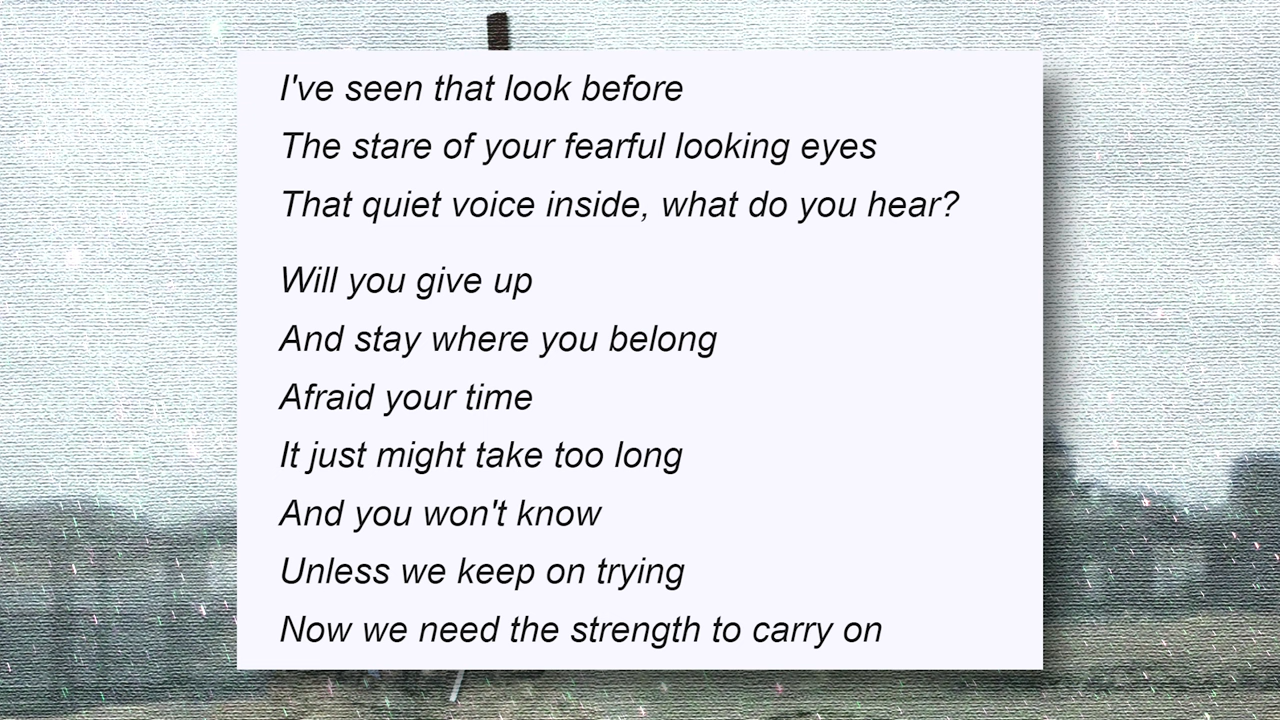 I've seen that look before
The stare of your fearful looking eyes
That quiet voice inside, what do you hear?
Will you give up
And stay where you belong
Afraid your time
It just might take too long
And you won't know
Unless we keep on trying
Now we need the strength to carry on